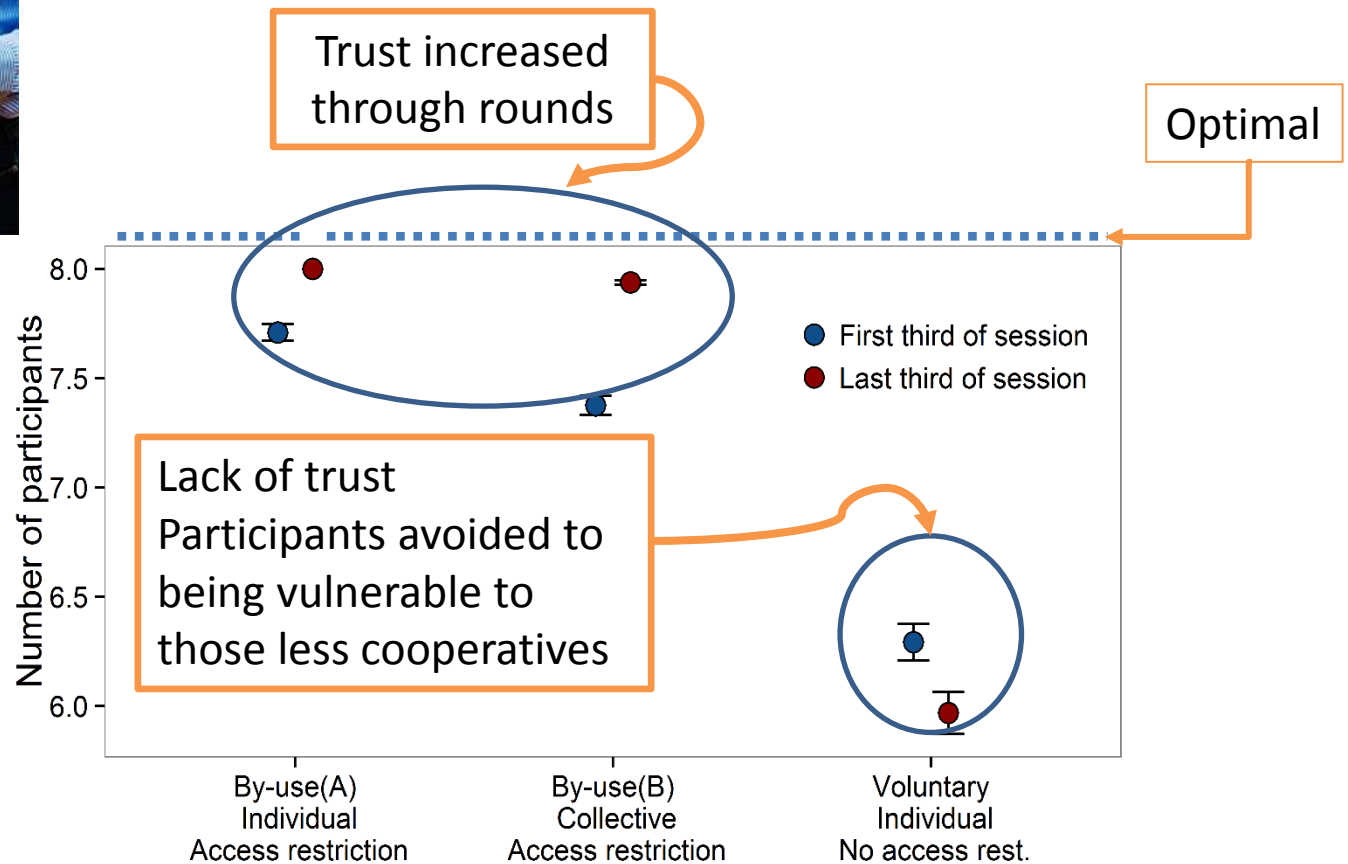 Trust increased
through rounds
Optimal
Number of participants
8.0
7.5
7.0
6.5
6.0
First third of session
Last third of session
Lack of trust
Participants avoided to
being vulnerable to
those less cooperatives
By-use(A)
Individual
Access restriction
By-use(B)
Collective
Access restriction
Voluntary
Individual
No access rest.